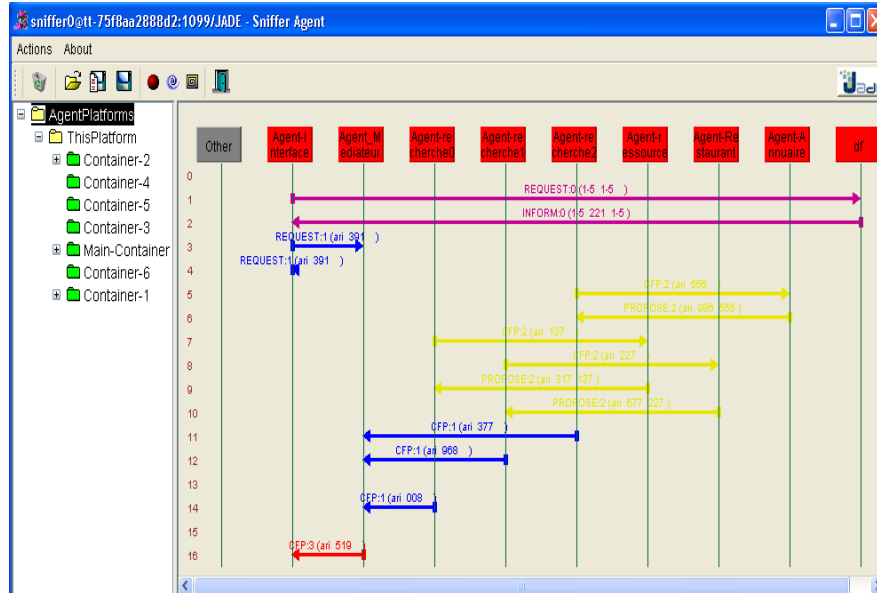 sniffer0@tt-75f8aa2888d2:1099/JADE - Sniffer Agent
Actions About
AgentPlatforms
ThisPlatform
Container-2
Container-4
Container-5
Container-3
Main-Container
Container-6
Container-1
Other
Agent-i
nterface
Agent_M
ediateur
Agent-re
cherche0
Agent-re
cherche1
Agent-re
cherche2
Agent-r
essource
Agent-Re
staurant
Agent-A
nnuaire
df
0
REQUEST:0 (1-5 1-5 )
1
INFORM:0 (1-5 221 1-5 )
2
REQUEST:1 (ari 391 )
3
REQUEST:1 (ari 391 )
4
CFP:2 (ari 556 )
5
PROPOSE:2 (ari 986 556 )
6
CFP:2 (ari 137 )
7
CFP:2 (ari 227 )
8
PROPOSE:2 (ari 317 137 )
9
PROPOSE:2 (ari 677 227 )
10
CFP:1 (ari 377 )
11
CFP:1 (ari 968 )
12
13
CFP:1 (ari 008 )
14
15
CFP:3 (ari 519 )
16